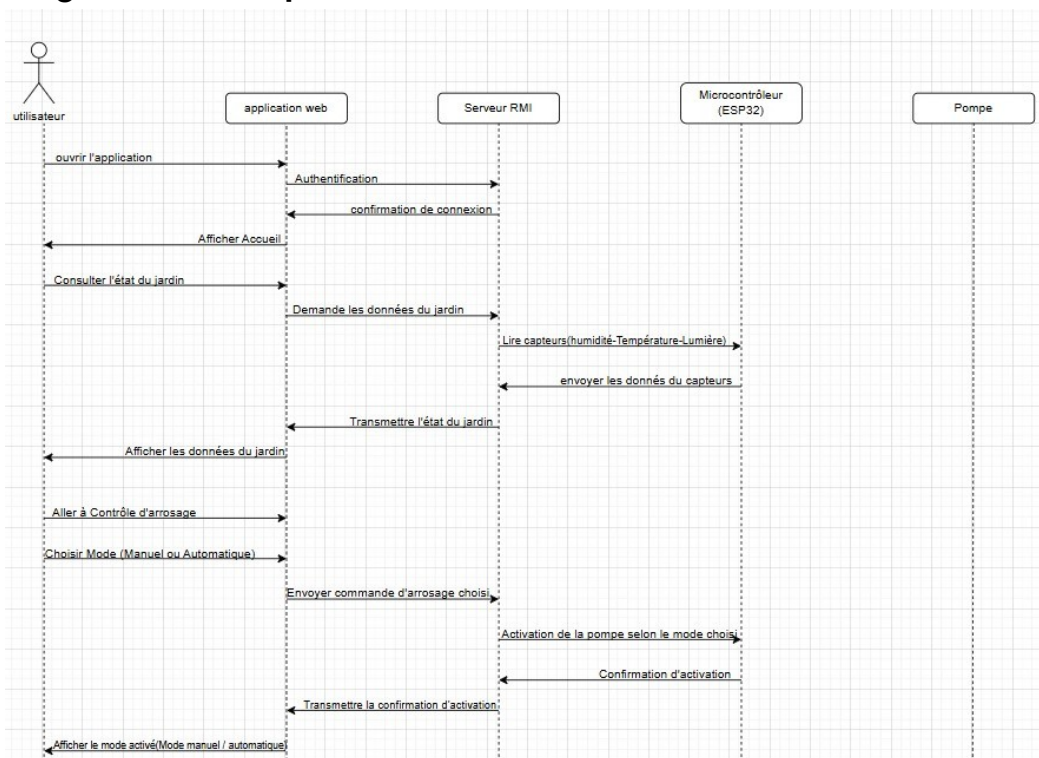 utilisateur
application web
Serveur RMI
Microcontrôleur
(ESP32)
Pompe
ouvrir l'application
Authentification
confirmation de connexion
Afficher Accueil
Consulter l'état du jardin
Demande les données du jardin
Lire capteurs(humidité-Température-Lumière)
envoyer les donnés du capteurs
Transmettre l'état du jardin
Afficher les données du jardin
Aller à Contrôle d'arrosage
Choisir Mode (Manuel ou Automatique)
Envoyer commande d'arrosage choisi
Activation de la pompe selon le mode choisi
Confirmation d'activation
Transmettre la confirmation d'activation
Afficher le mode activé(Mode manuel / automatique)